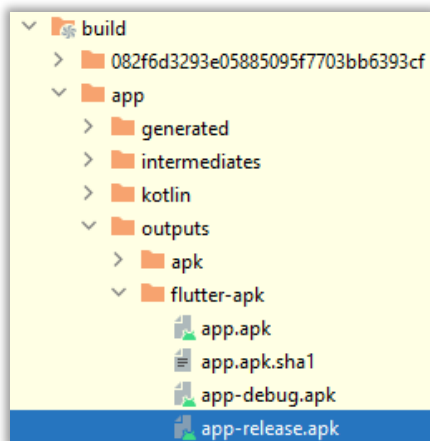 build
082f6d3293e05885095f7703bb6393cf
app
generated
intermediates
kotlin
outputs
apk
flutter-apk
app.apk
app.apk.sha1
app-debug.apk
app-release.apk